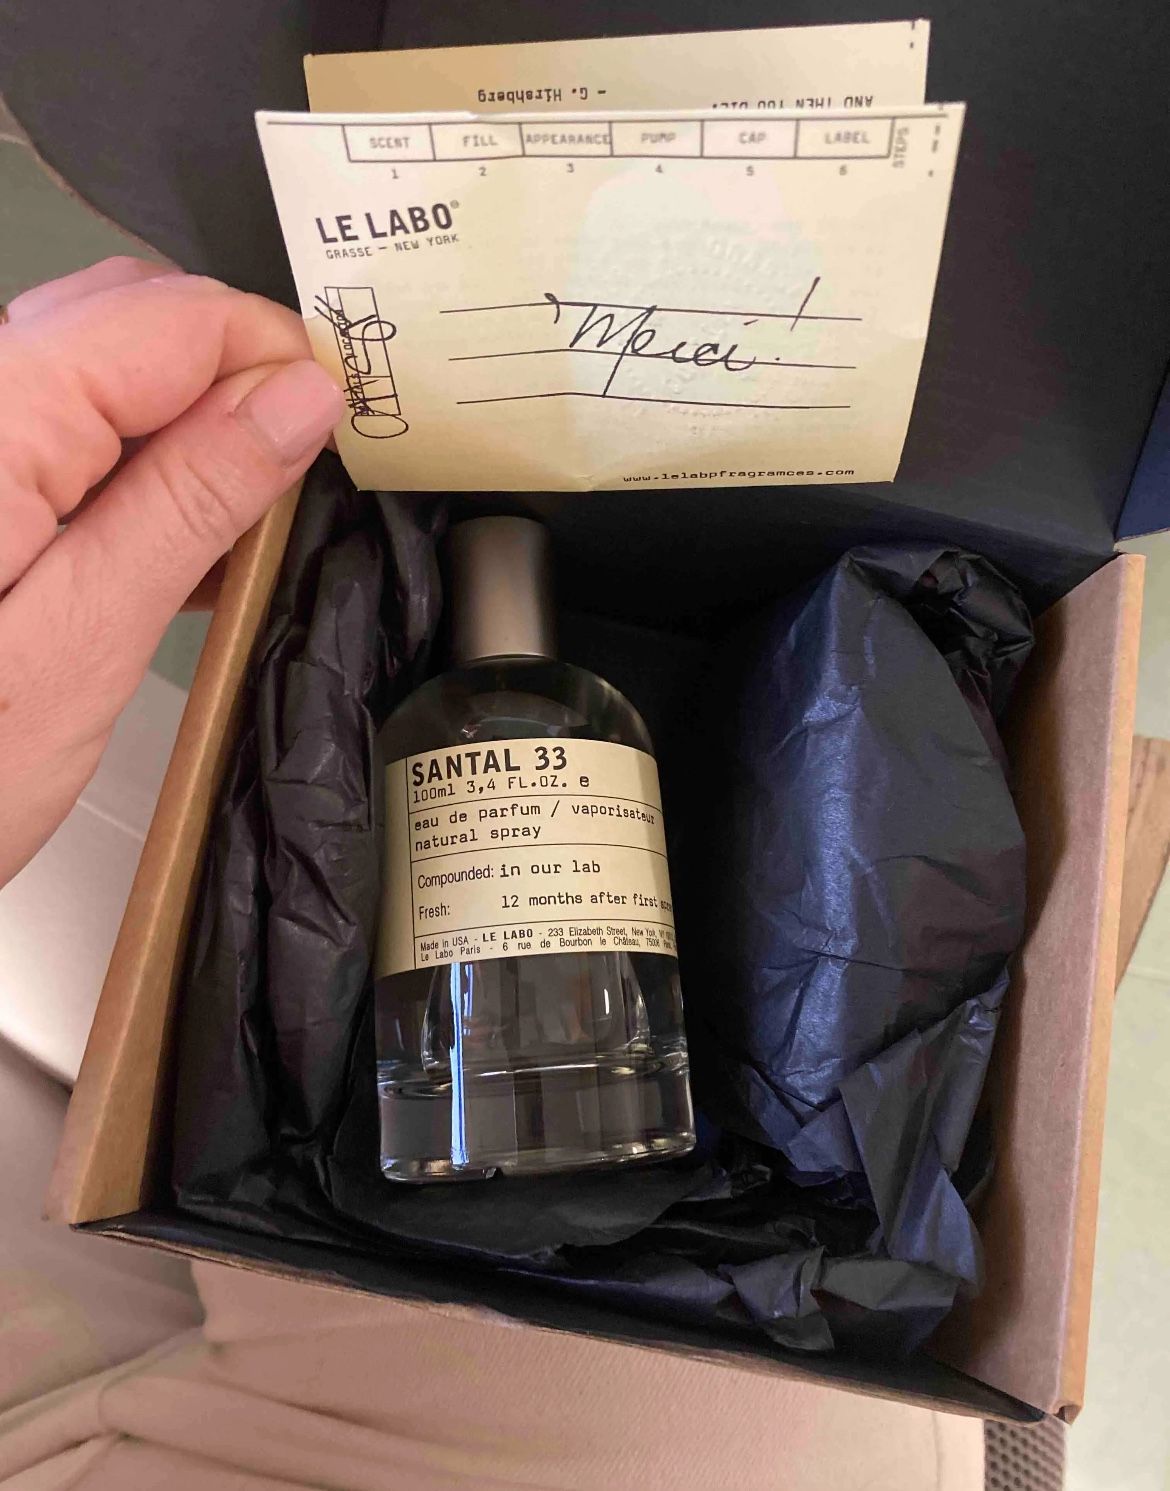 - G. Hirshberg
AND THEN YOU DIE.
SCENT FILL APPEARANCE PUMP CAP LABEL STEPS
1 2 3 4 5 6
LE LABO®
GRASSE — NEW YORK
Merci!
www.lelabofragrances.com
SANTAL 33
100ml 3,4 FL.OZ. e
eau de parfum / vaporisateur
natural spray
Compounded: in our lab
Fresh: 12 months after first
Made in USA - LE LABO - 233 Elizabeth Street, New York, NY
Le Labo Paris - 6 rue de Bourbon le Château, 75006